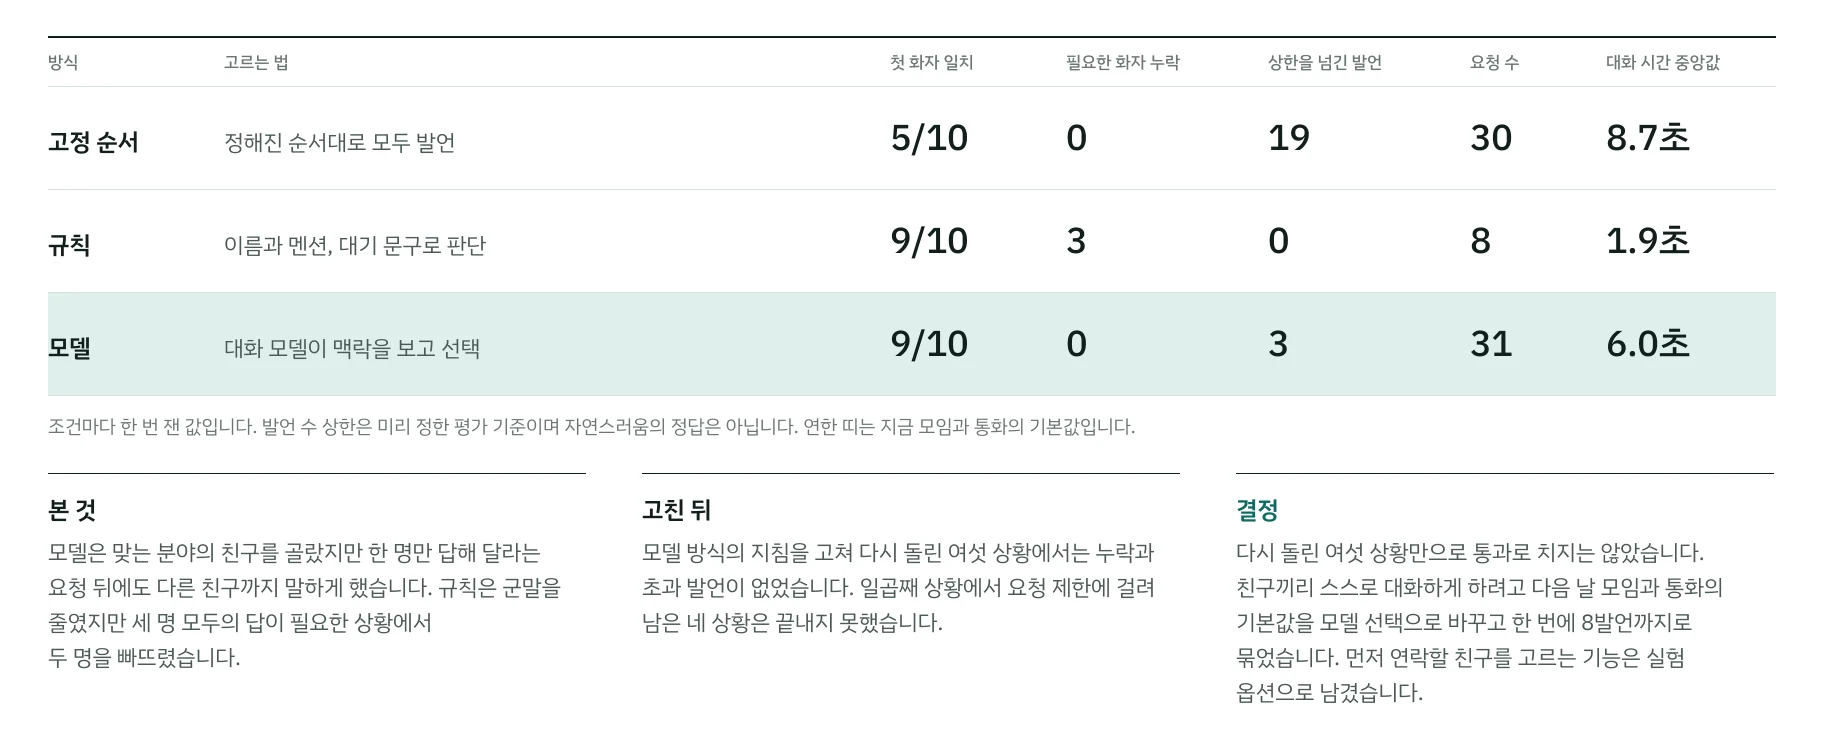 방식 고르는 법 첫 화자 일치 필요한 화자 누락 상한을 넘긴 발언 요청 수 대화 시간 중앙값
고정 순서 정해진 순서대로 모두 발언 5/10 0 19 30 8.7초
규칙 이름과 멘션, 대기 문구로 판단 9/10 3 0 8 1.9초
모델 대화 모델이 맥락을 보고 선택 9/10 0 3 31 6.0초
조건마다 한 번 잰 값입니다. 발언 수 상한은 미리 정한 평가 기준이며 자연스러움의 정답은 아닙니다. 연한 띠는 지금 모임과 통화의 기본값입니다.
본 것
모델은 맞는 분야의 친구를 골랐지만 한 명만 답해 달라는
요청 뒤에도 다른 친구까지 말하게 했습니다. 규칙은 군말을
줄였지만 세 명 모두의 답이 필요한 상황에서
두 명을 빠뜨렸습니다.
고친 뒤
모델 방식의 지침을 고쳐 다시 돌린 여섯 상황에서는 누락과
초과 발언이 없었습니다. 일곱째 상황에서 요청 제한에 걸려
남은 네 상황은 끝내지 못했습니다.
결정
다시 돌린 여섯 상황만으로 통과로 치지는 않았습니다.
친구끼리 스스로 대화하게 하려고 다음 날 모임과 통화의
기본값을 모델 선택으로 바꾸고 한 번에 8발언까지로
묶었습니다. 먼저 연락할 친구를 고르는 기능은 실험
옵션으로 남겼습니다.